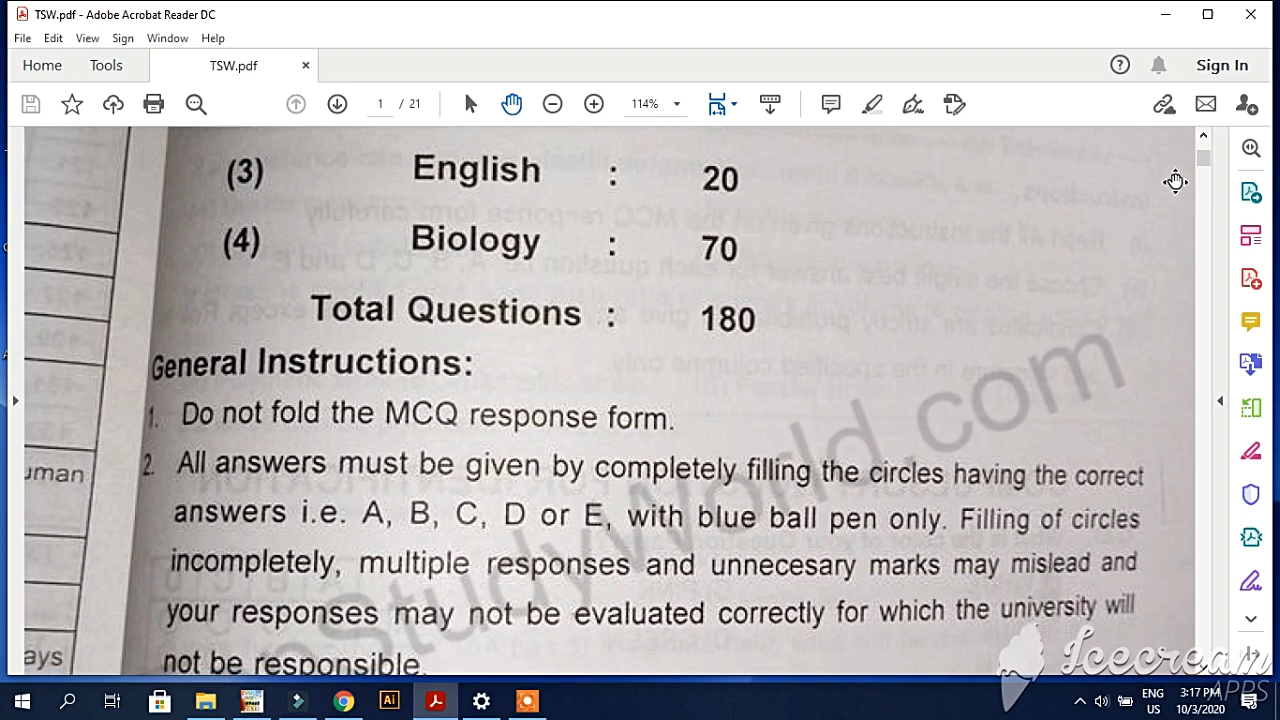 TSW.pdf - Adobe Acrobat Reader DC
File Edit View Sign Window Help
Home Tools TSW.pdf × Sign In
1 / 21 114%
(3) English : 20
(4) Biology : 70
Total Questions : 180
General Instructions:
1. Do not fold the MCQ response form.
2. All answers must be given by completely filling the circles having the correct
answers i.e. A, B, C, D or E, with blue ball pen only. Filling of circles
incompletely, multiple responses and unnecesary marks may mislead and
your responses may not be evaluated correctly for which the university will
not be responsible.
uman
ays
eStudyWorld.com
Icecream
APPS
Ai
ENG
US
3:17 PM
10/3/2020